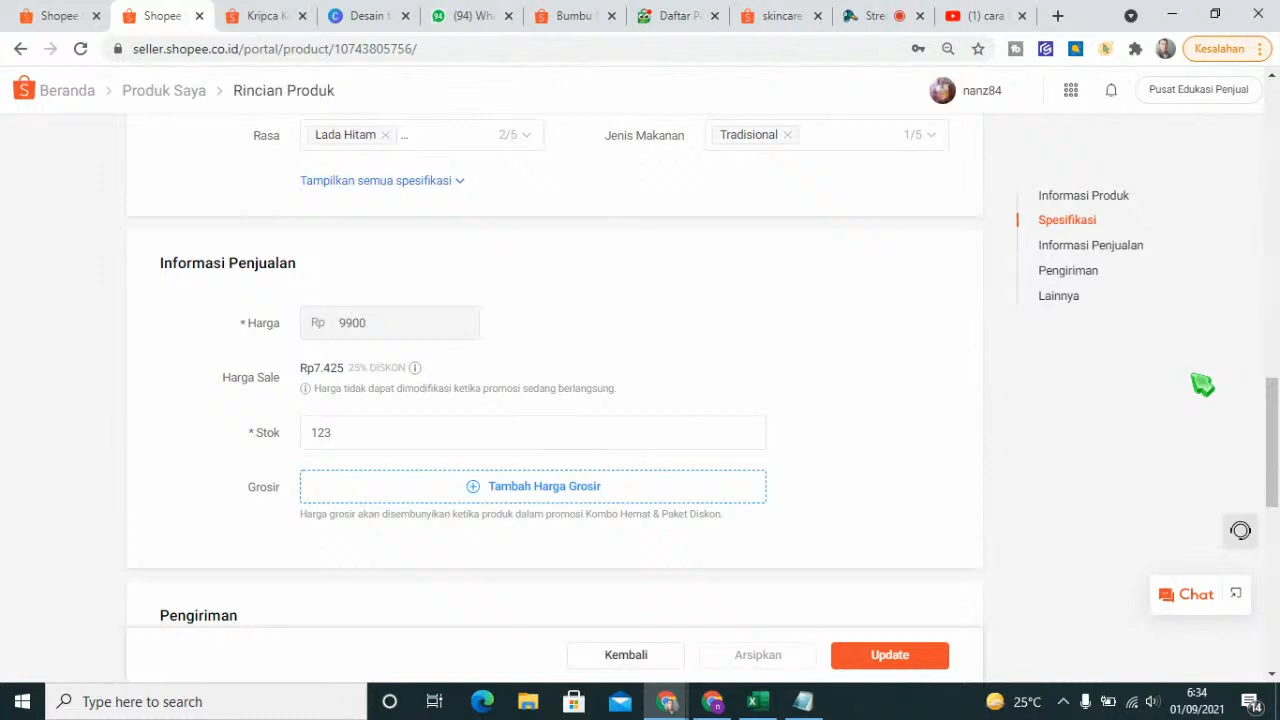 Shopee
Shopee
Kripca K
Desain t
(94) Wh
Bumbu
Daftar P
skincare
Stre
(1) cara
seller.shopee.co.id/portal/product/10743805756/
Kesalahan
Beranda > Produk Saya > Rincian Produk
nanz84
Pusat Edukasi Penjual
Rasa
Lada Hitam × ...
2/5
Jenis Makanan
Tradisional ×
1/5
Tampilkan semua spesifikasi
Informasi Produk
Spesifikasi
Informasi Penjualan
Pengiriman
Lainnya
Informasi Penjualan
* Harga
Rp 9900
Harga Sale
Rp7.425 25% DISKON
Harga tidak dapat dimodifikasi ketika promosi sedang berlangsung.
* Stok
123
Grosir
Tambah Harga Grosir
Harga grosir akan disembunyikan ketika produk dalam promosi Kombo Hemat & Paket Diskon.
Chat
Pengiriman
Kembali
Arsipkan
Update
Type here to search
25°C
6:34
01/09/2021
14